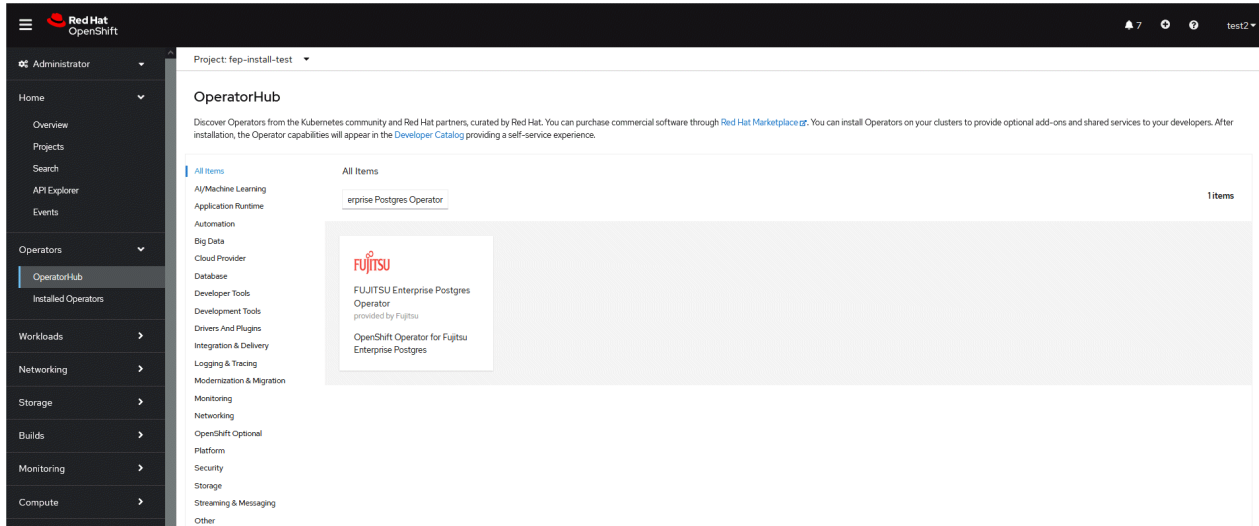 Red Hat
OpenShift
7
test2
Administrator
Home
Overview
Projects
Search
API Explorer
Events
Operators
OperatorHub
Installed Operators
Workloads
Networking
Storage
Builds
Monitoring
Compute
Project: fep-install-test
OperatorHub
Discover Operators from the Kubernetes community and Red Hat partners, curated by Red Hat. You can purchase commercial software through Red Hat Marketplace. You can install Operators on your clusters to provide optional add-ons and shared services to your developers. After
installation, the Operator capabilities will appear in the Developer Catalog providing a self-service experience.
All Items
AI/Machine Learning
Application Runtime
Automation
Big Data
Cloud Provider
Database
Developer Tools
Development Tools
Drivers And Plugins
Integration & Delivery
Logging & Tracing
Modernization & Migration
Monitoring
Networking
OpenShift Optional
Platform
Security
Storage
Streaming & Messaging
Other
All Items
erprise Postgres Operator
1 items
FUJITSU
FUJITSU Enterprise Postgres
Operator
provided by Fujitsu
OpenShift Operator for Fujitsu
Enterprise Postgres